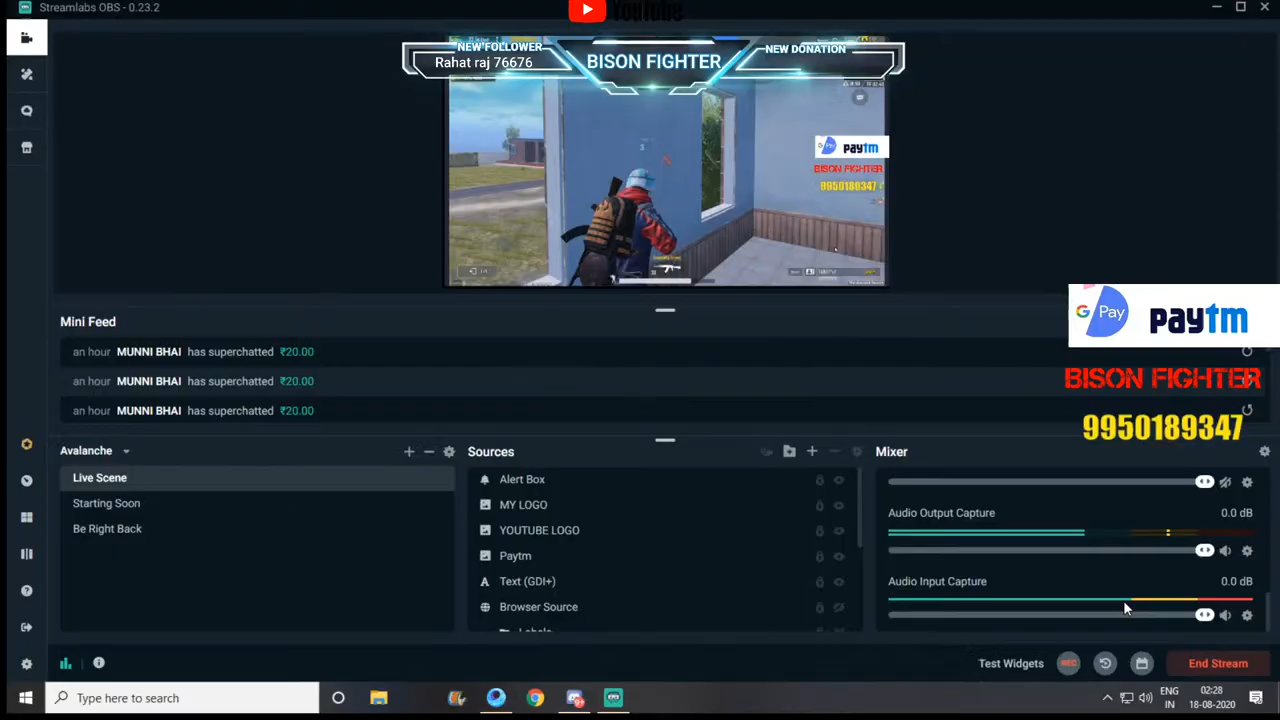 Streamlabs OBS - 0.23.2
YouTube
NEW FOLLOWER
Rahat raj 76676
BISON FIGHTER
NEW DONATION
G Pay paytm
BISON FIGHTER
Mini Feed
an hour MUNNI BHAI has superchatted ₹20.00
an hour MUNNI BHAI has superchatted ₹20.00
an hour MUNNI BHAI has superchatted ₹20.00
G Pay paytm
BISON FIGHTER
9950189347
Avalanche
Live Scene
Starting Soon
Be Right Back
Sources
Alert Box
MY LOGO
YOUTUBE LOGO
Paytm
Text (GDI+)
Browser Source
Labels
Mixer
Audio Output Capture 0.0 dB
Audio Input Capture 0.0 dB
Test Widgets REC End Stream
Type here to search
ENG
IN
02:28
18-08-2020